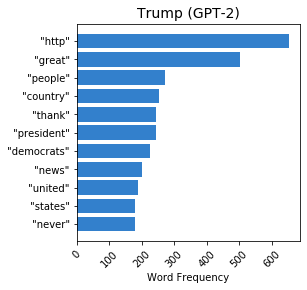 Trump (GPT-2)
"http"
"great"
"people"
"country"
"thank"
"president"
"democrats"
"news"
"united"
"states"
"never"
0 100 200 300 400 500 600
Word Frequency